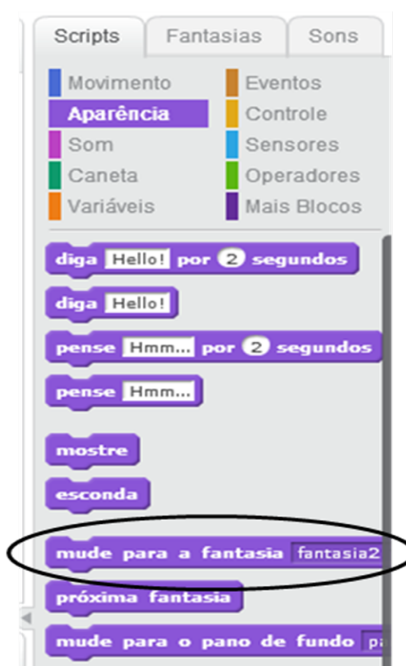 Scripts Fantasias Sons
Movimento Eventos
Aparência Controle
Som Sensores
Caneta Operadores
Variáveis Mais Blocos
diga Hello! por 2 segundos
diga Hello!
pense Hmm... por 2 segundos
pense Hmm...
mostre
esconda
mude para a fantasia fantasia2
próxima fantasia
mude para o pano de fundo